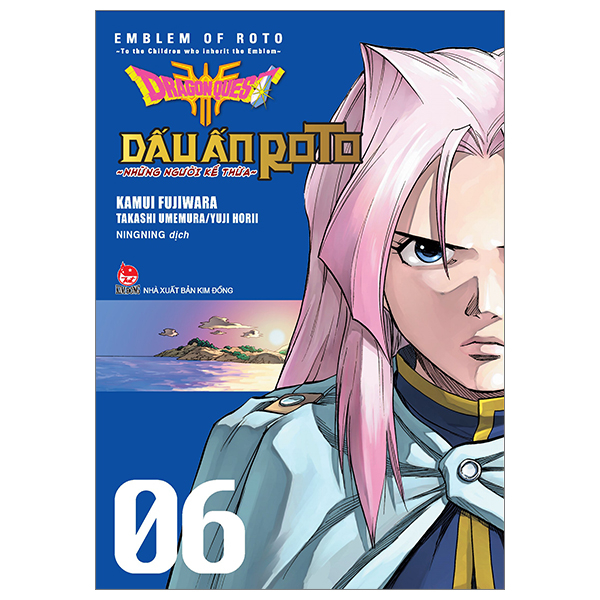 EMBLEM OF ROTO
~To the Children who inherit the Emblem~
DRAGON QUEST
DẤU ẤN ROTO
~NHỮNG NGƯỜI KẾ THỪA~
KAMUI FUJIWARA
TAKASHI UMEMURA/YUJI HORII
NINGNING dịch
NHÀ XUẤT BẢN KIM ĐỒNG
06